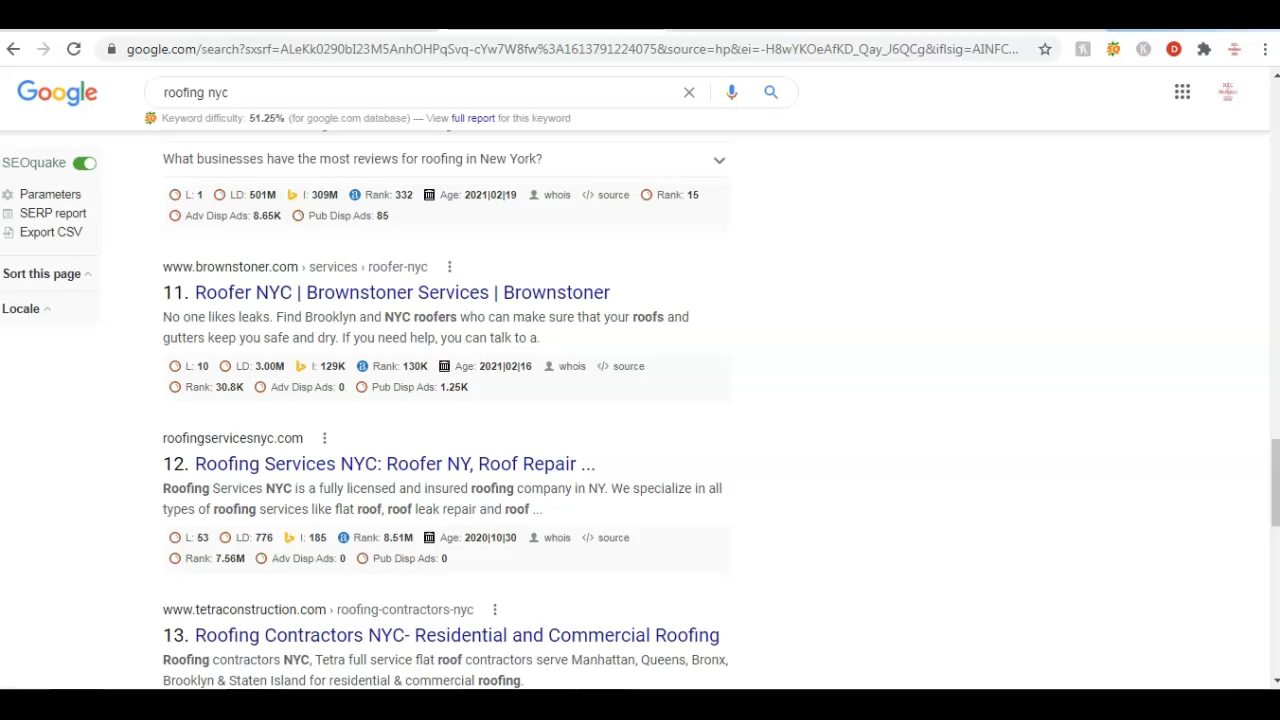 google.com/search?sxsrf=ALeKk0290bI23M5AnhOHPqSvq-cYw7W8fw%3A1613791224075&source=hp&ei=-H8wYKOeAfKD_Qay_J6QCg&iflsig=AINFC...
Google
roofing nyc
Keyword difficulty: 51.25% (for google.com database) — View full report for this keyword
SEOquake
Parameters
SERP report
Export CSV
Sort this page
Locale
What businesses have the most reviews for roofing in New York?
L: 1 LD: 501M I: 309M Rank: 332 Age: 2021|02|19 whois </> source Rank: 15
Adv Disp Ads: 8.65K Pub Disp Ads: 85
www.brownstoner.com › services › roofer-nyc
11. Roofer NYC | Brownstoner Services | Brownstoner
No one likes leaks. Find Brooklyn and NYC roofers who can make sure that your roofs and
gutters keep you safe and dry. If you need help, you can talk to a.
L: 10 LD: 3.00M I: 129K Rank: 130K Age: 2021|02|16 whois </> source
Rank: 30.8K Adv Disp Ads: 0 Pub Disp Ads: 1.25K
roofingservicesnyc.com
12. Roofing Services NYC: Roofer NY, Roof Repair ...
Roofing Services NYC is a fully licensed and insured roofing company in NY. We specialize in all
types of roofing services like flat roof, roof leak repair and roof ...
L: 53 LD: 776 I: 185 Rank: 8.51M Age: 2020|10|30 whois </> source
Rank: 7.56M Adv Disp Ads: 0 Pub Disp Ads: 0
www.tetraconstruction.com › roofing-contractors-nyc
13. Roofing Contractors NYC- Residential and Commercial Roofing
Roofing contractors NYC, Tetra full service flat roof contractors serve Manhattan, Queens, Bronx,
Brooklyn & Staten Island for residential & commercial roofing.